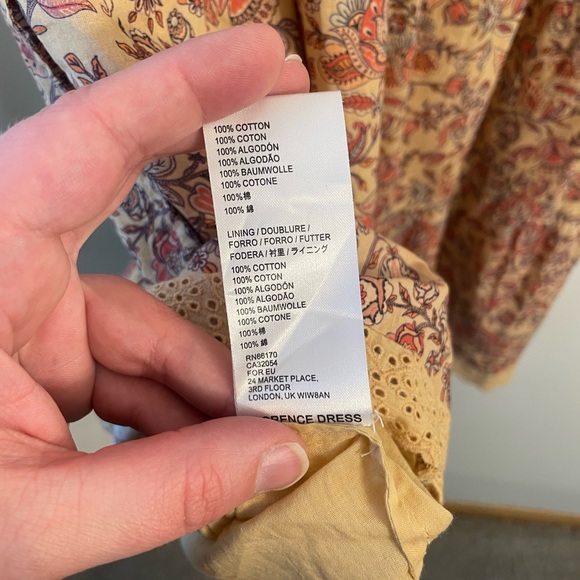 100% COTTON
100% COTON
100% ALGODÓN
100% ALGODÃO
100% BAUMWOLLE
100% COTONE
100%棉
100% 綿
LINING / DOUBLURE /
FORRO / FORRO / FUTTER
FODERA / 衬里 / ライニング
100% COTTON
100% COTON
100% ALGODÓN
100% ALGODÃO
100% BAUMWOLLE
100% COTONE
100%棉
100% 綿
RN66170
CA32054
FOR EU
24 MARKET PLACE,
3RD FLOOR
LONDON, UK WIW8AN
DRESS